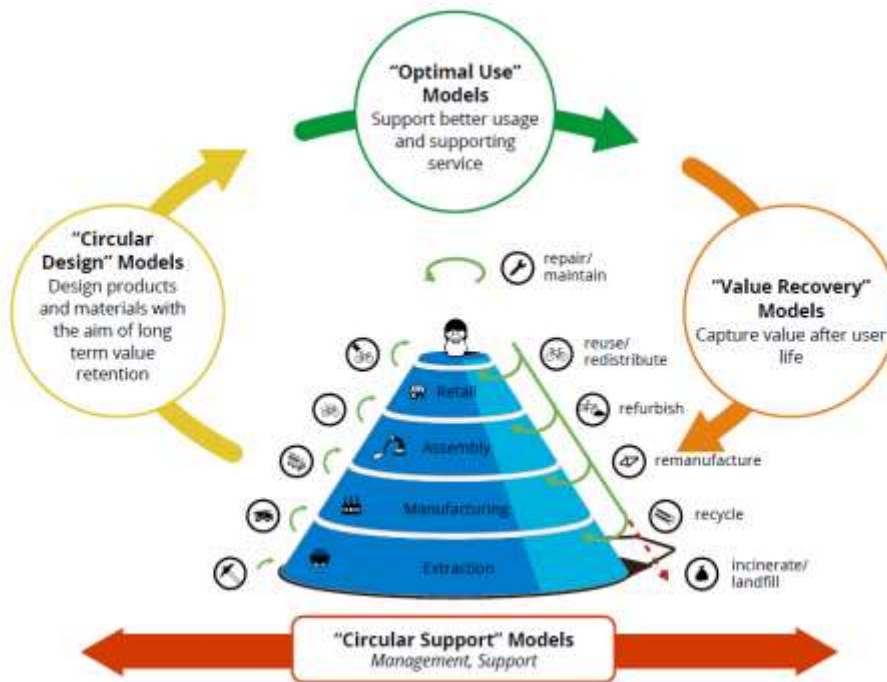 “Optimal Use”
Models
Support better usage
and supporting
service
“Circular
Design” Models
Design products
and materials with
the aim of long
term value
retention
“Value Recovery”
Models
Capture value after user
life
repair/
maintain
reuse/
redistribute
refurbish
remanufacture
recycle
incinerate/
landfill
Retail
Assembly
Manufacturing
Extraction
“Circular Support” Models
Management, Support